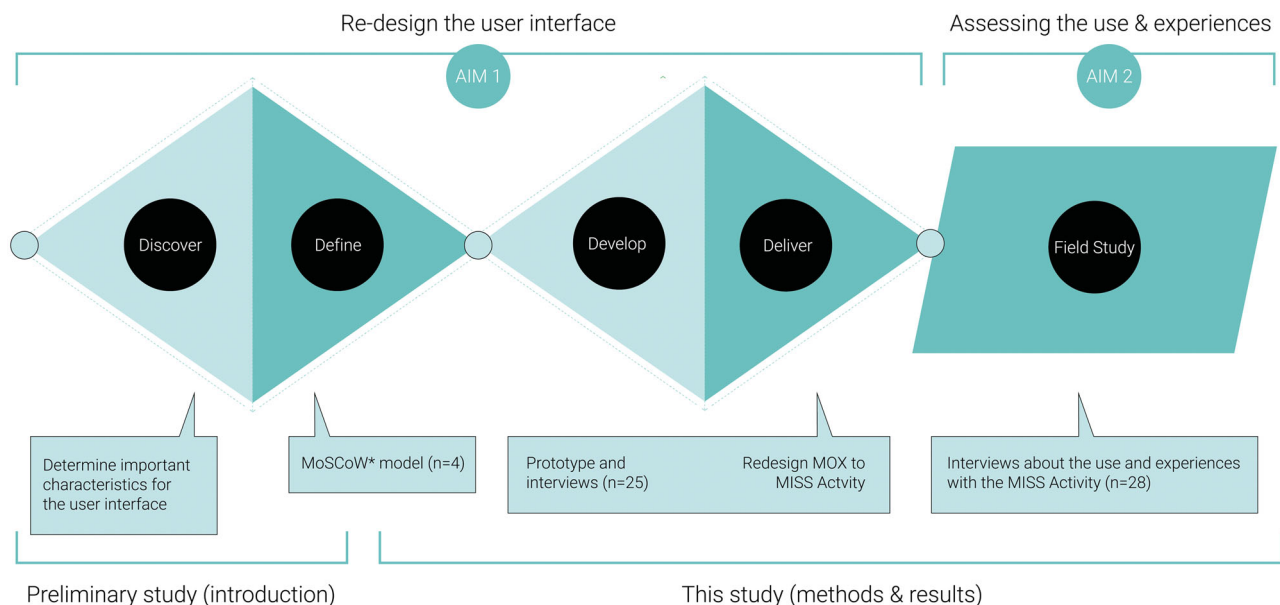 Re-design the user interface
Assessing the use & experiences
AIM 1
AIM 2
Discover
Define
Develop
Deliver
Field Study
Determine important
characteristics for
the user interface
MoSCoW* model (n=4)
Prototype and
interviews (n=25)
Redesign MOX to
MISS Actvity
Interviews about the use and experiences
with the MISS Activity (n=28)
Preliminary study (introduction)
This study (methods & results)